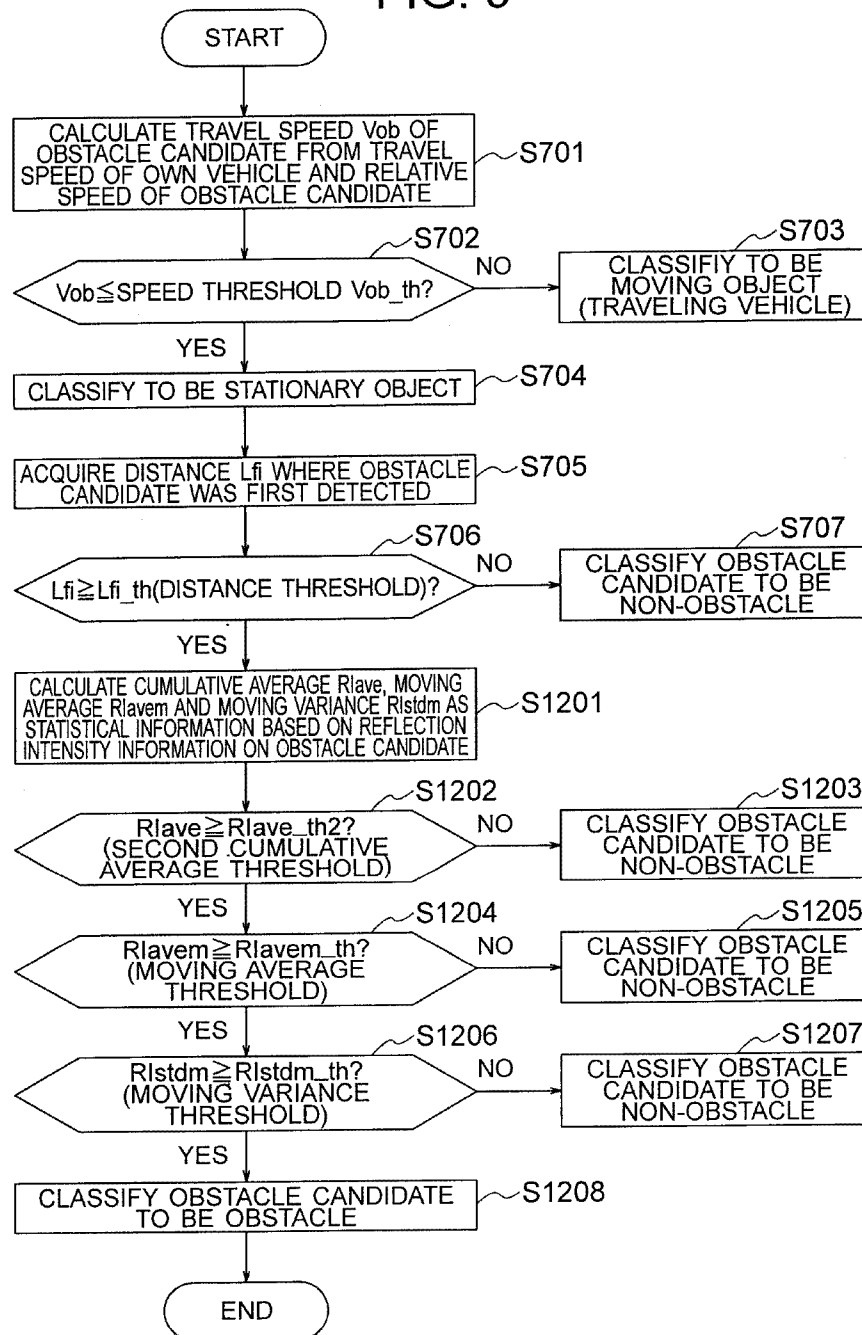 FIG.
START
CALCULATE TRAVEL SPEED Vob OF
OBSTACLE CANDIDATE FROM TRAVEL
SPEED OF OWN VEHICLE AND RELATIVE
SPEED OF OBSTACLE CANDIDATE
S701
S702
Vob≦SPEED THRESHOLD Vob_th?
NO
S703
CLASSIFIY TO BE
MOVING OBJECT
(TRAVELING VEHICLE)
YES
CLASSIFY TO BE STATIONARY OBJECT
S704
ACQUIRE DISTANCE Lfi WHERE OBSTACLE
CANDIDATE WAS FIRST DETECTED
S705
S706
Lfi≧Lfi_th(DISTANCE THRESHOLD)?
NO
S707
CLASSIFY OBSTACLE
CANDIDATE TO BE
NON-OBSTACLE
YES
CALCULATE CUMULATIVE AVERAGE RIave, MOVING
AVERAGE RIavem AND MOVING VARIANCE RIstdm AS
STATISTICAL INFORMATION BASED ON REFLECTION
INTENSITY INFORMATION ON OBSTACLE CANDIDATE
S1201
S1202
RIave≧RIave_th2?
(SECOND CUMULATIVE
AVERAGE THRESHOLD)
NO
S1203
CLASSIFY OBSTACLE
CANDIDATE TO BE
NON-OBSTACLE
YES
S1204
RIavem≧RIavem_th?
(MOVING AVERAGE
THRESHOLD)
NO
S1205
CLASSIFY OBSTACLE
CANDIDATE TO BE
NON-OBSTACLE
YES
S1206
RIstdm≧RIstdm_th?
(MOVING VARIANCE
THRESHOLD)
NO
S1207
CLASSIFY OBSTACLE
CANDIDATE TO BE
NON-OBSTACLE
YES
CLASSIFY OBSTACLE CANDIDATE
TO BE OBSTACLE
S1208
END